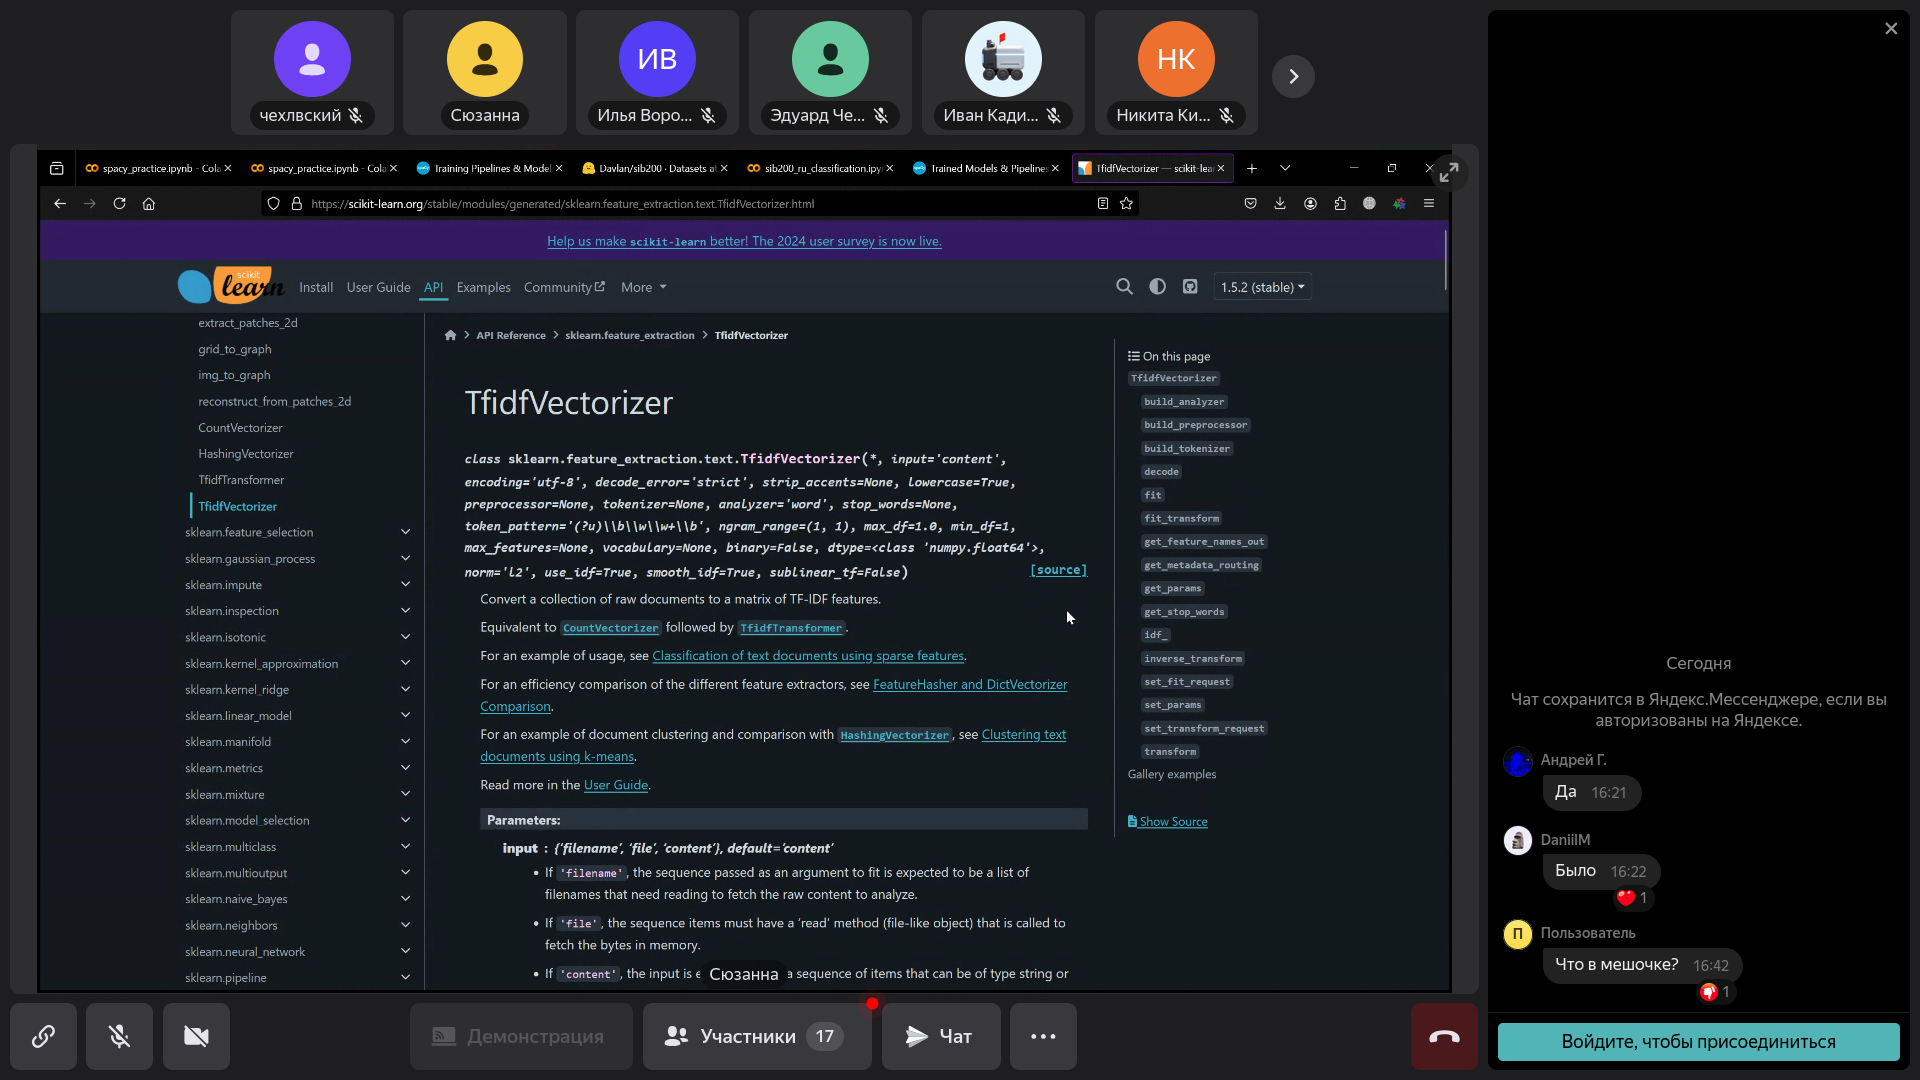 чехлвский
Сюзанна
ИВ
Илья Воро...
Эдуард Че...
Иван Кади...
НК
Никита Ки...
spacy_practice.ipynb - Cola
spacy_practice.ipynb - Cola
Training Pipelines & Model
Davlan/sib200 · Datasets at
sib200_ru_classification.ipy
Trained Models & Pipelines
TfidfVectorizer — scikit-lea
https://scikit-learn.org/stable/modules/generated/sklearn.feature_extraction.text.TfidfVectorizer.html
Help us make scikit-learn better! The 2024 user survey is now live.
scikit
learn
Install
User Guide
API
Examples
Community
More
1.5.2 (stable)
extract_patches_2d
grid_to_graph
img_to_graph
reconstruct_from_patches_2d
CountVectorizer
HashingVectorizer
TfidfTransformer
TfidfVectorizer
sklearn.feature_selection
sklearn.gaussian_process
sklearn.impute
sklearn.inspection
sklearn.isotonic
sklearn.kernel_approximation
sklearn.kernel_ridge
sklearn.linear_model
sklearn.manifold
sklearn.metrics
sklearn.mixture
sklearn.model_selection
sklearn.multiclass
sklearn.multioutput
sklearn.naive_bayes
sklearn.neighbors
sklearn.neural_network
sklearn.pipeline
API Reference
sklearn.feature_extraction
TfidfVectorizer
TfidfVectorizer
class sklearn.feature_extraction.text.TfidfVectorizer(*, input='content',
encoding='utf-8', decode_error='strict', strip_accents=None, lowercase=True,
preprocessor=None, tokenizer=None, analyzer='word', stop_words=None,
token_pattern='(?u)\\b\\w\\w+\\b', ngram_range=(1, 1), max_df=1.0, min_df=1,
max_features=None, vocabulary=None, binary=False, dtype=<class 'numpy.float64'>,
norm='l2', use_idf=True, smooth_idf=True, sublinear_tf=False)
[source]
Convert a collection of raw documents to a matrix of TF-IDF features.
Equivalent to CountVectorizer followed by TfidfTransformer.
For an example of usage, see Classification of text documents using sparse features.
For an efficiency comparison of the different feature extractors, see FeatureHasher and DictVectorizer
Comparison.
For an example of document clustering and comparison with HashingVectorizer, see Clustering text
documents using k-means.
Read more in the User Guide.
Parameters:
input : {'filename', 'file', 'content'}, default='content'
• If 'filename', the sequence passed as an argument to fit is expected to be a list of
filenames that need reading to fetch the raw content to analyze.
• If 'file', the sequence items must have a 'read' method (file-like object) that is called to
fetch the bytes in memory.
• If 'content', the input is e
a sequence of items that can be of type string or
Сюзанна
On this page
TfidfVectorizer
build_analyzer
build_preprocessor
build_tokenizer
decode
fit
fit_transform
get_feature_names_out
get_metadata_routing
get_params
get_stop_words
idf_
inverse_transform
set_fit_request
set_params
set_transform_request
transform
Gallery examples
Show Source
Демонстрация
Участники 17
Чат
Сегодня
Чат сохранится в Яндекс.Мессенджере, если вы
авторизованы на Яндексе.
Андрей Г.
Да 16:21
DaniilM
Было 16:22
1
П
Пользователь
Что в мешочке? 16:42
1
Войдите, чтобы присоединиться